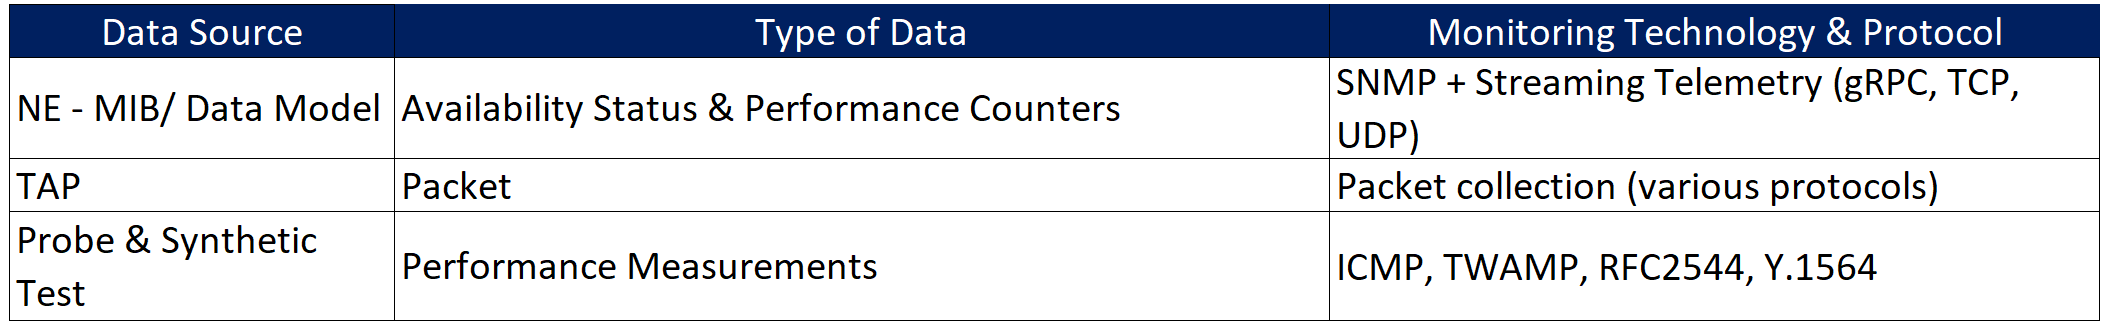 Data Source
Type of Data
Monitoring Technology & Protocol
NE - MIB/ Data Model
Availability Status & Performance Counters
SNMP + Streaming Telemetry (gRPC, TCP,
UDP)
TAP
Packet
Packet collection (various protocols)
Probe & Synthetic
Test
Performance Measurements
ICMP, TWAMP, RFC2544, Y.1564